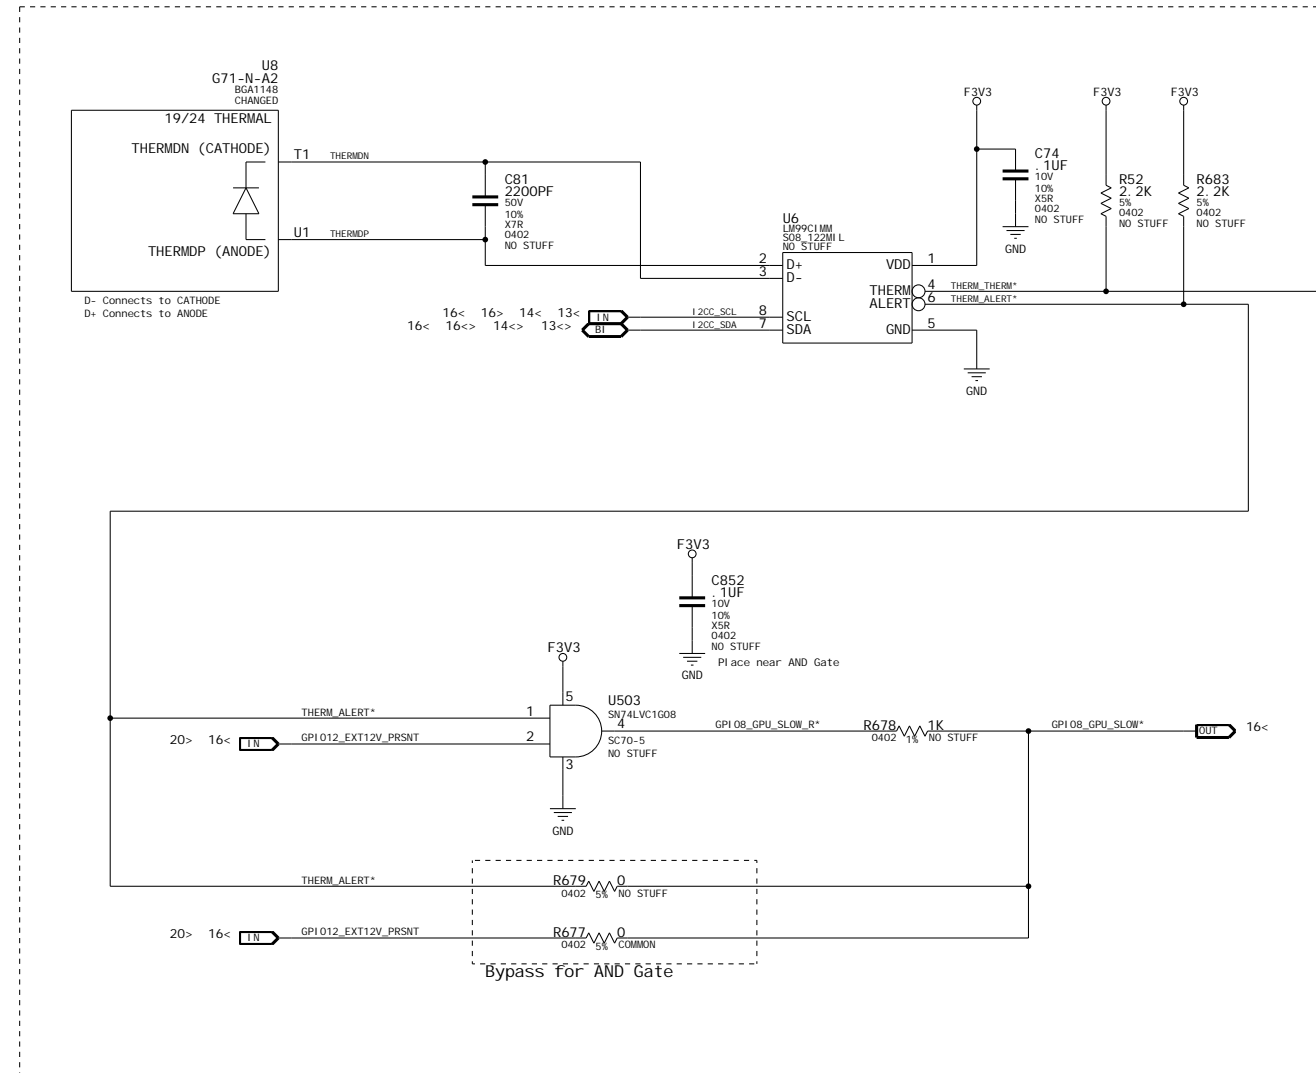 U8
G71-N-A2
BGA1148
CHANGED
19/24 THERMAL
THERMDN (CATHODE)
T1
THERMDN
U1
THERMDP
THERMDP (ANODE)
D- Connects to CATHODE
D+ Connects to ANODE
C81
2200PF
50V
10%
X7R
0402
NO STUFF
F3V3
F3V3
F3V3
C74
.1UF
10V
10%
X5R
0402
NO STUFF
GND
R52
2.2K
5%
0402
NO STUFF
R683
2.2K
5%
0402
NO STUFF
U6
LM99CIMM
SO8_122MIL
NO STUFF
2 D+ VDD 1
3 D-
THERM 4 THERM_THERM*
ALERT 6 THERM_ALERT*
16< 16> 14< 13< IN I2CC_SCL 8 SCL
16< 16<> 14<> 13<> BI I2CC_SDA 7 SDA
GND 5
GND
F3V3
C852
.1UF
10V
10%
X5R
0402
NO STUFF
Place near AND Gate
GND
F3V3
5
U503
SN74LVC1G08
THERM_ALERT* 1
4
SC70-5
NO STUFF
20> 16< IN GPIO12_EXT12V_PRSNT 2
3
GND
GPIO8_GPU_SLOW_R*
R678 1K
0402 1% NO STUFF
GPIO8_GPU_SLOW*
OUT 16<
THERM_ALERT*
R679 0
0402 5% NO STUFF
20> 16< IN GPIO12_EXT12V_PRSNT
R677 0
0402 5% COMMON
Bypass for AND Gate